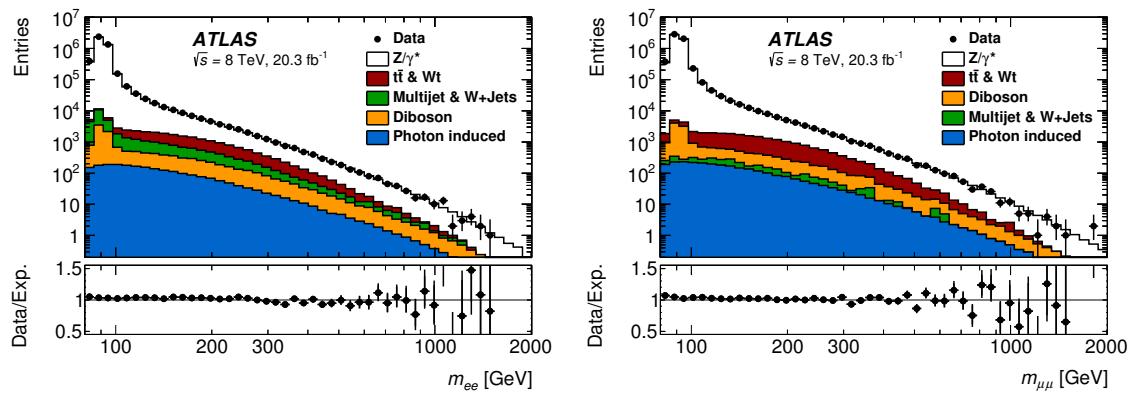 Entries
10⁷
10⁶
10⁵
10⁴
10³
10²
10
1
ATLAS
√s = 8 TeV, 20.3 fb⁻¹
Data
Z/γ*
tt̄ & Wt
Multijet & W+Jets
Diboson
Photon induced
Data/Exp.
1.5
1
0.5
100 200 300 1000 2000
m_ee [GeV]
Entries
10⁷
10⁶
10⁵
10⁴
10³
10²
10
1
ATLAS
√s = 8 TeV, 20.3 fb⁻¹
Data
Z/γ*
tt̄ & Wt
Diboson
Multijet & W+Jets
Photon induced
Data/Exp.
1.5
1
0.5
100 200 300 1000 2000
m_μμ [GeV]